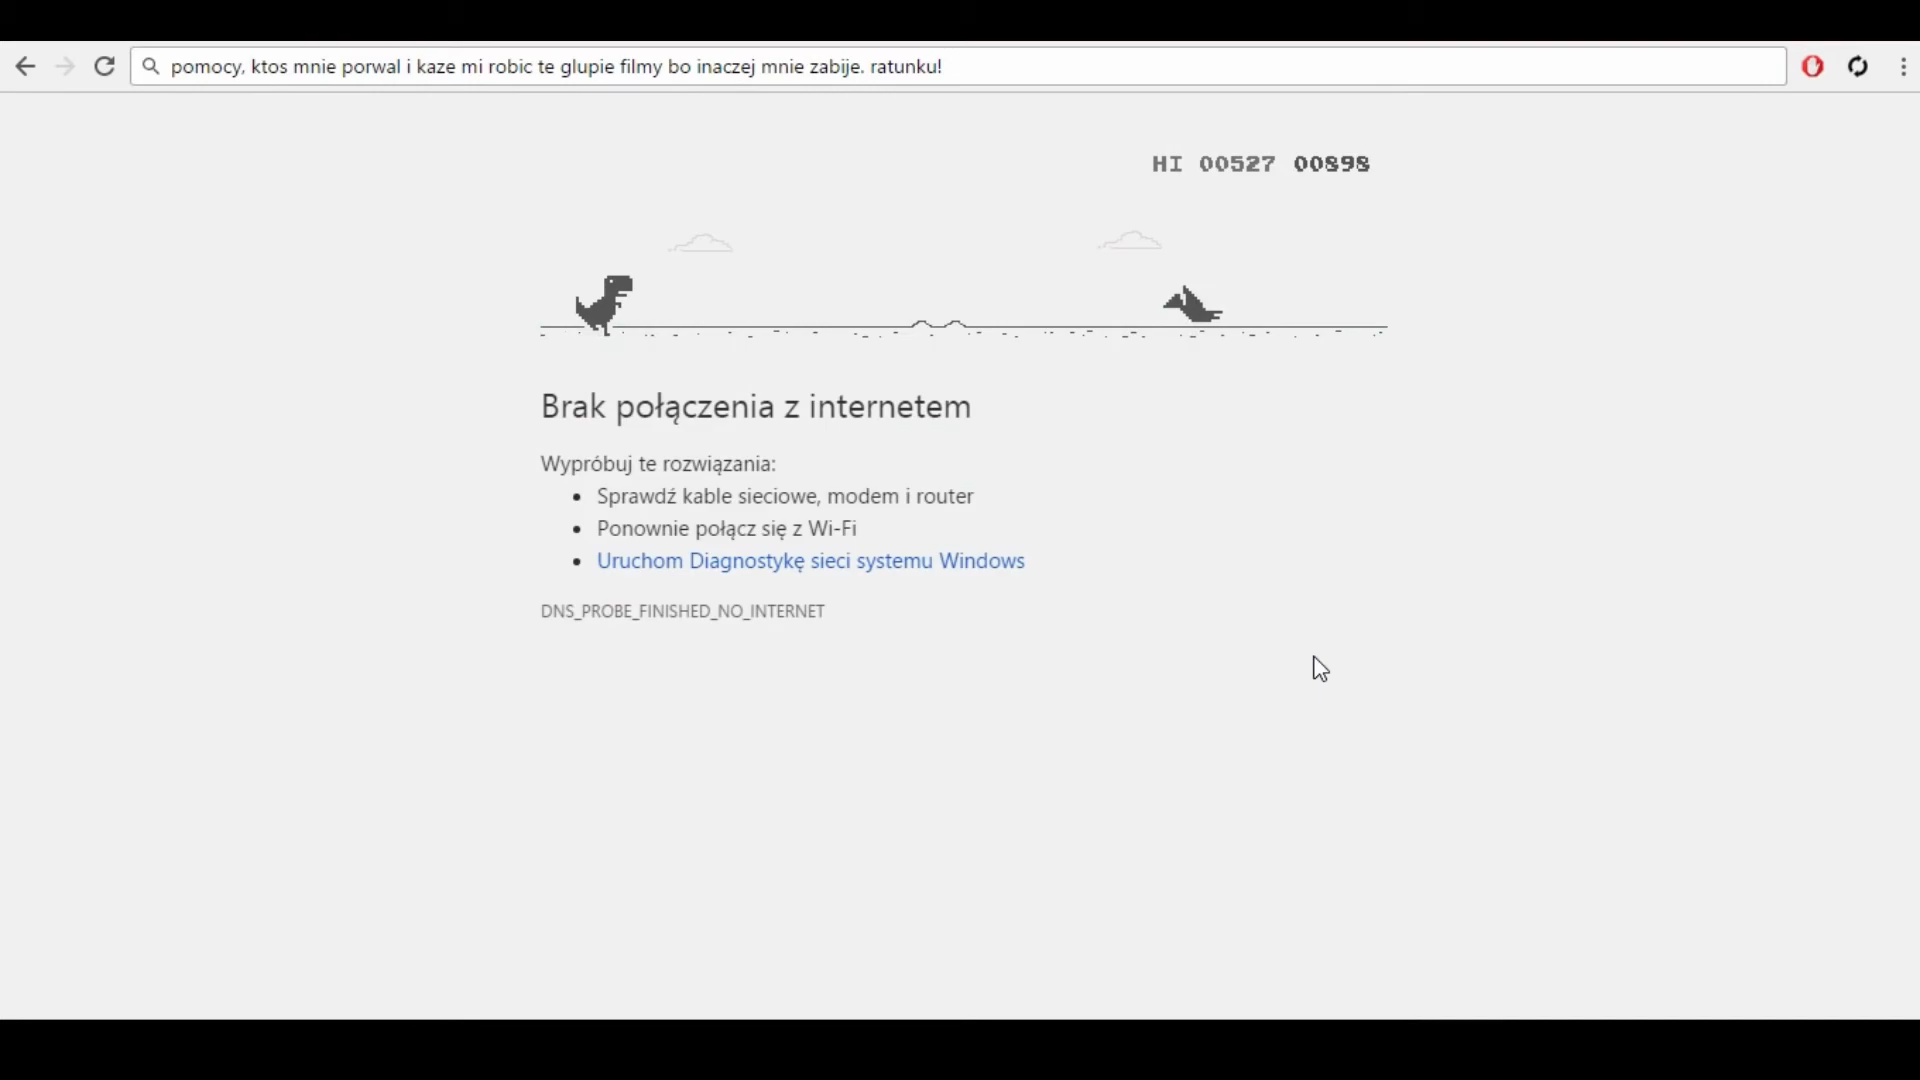 pomocy, ktos mnie porwal i kaze mi robic te glupie filmy bo inaczej mnie zabije. ratunku!
HI 00527 00898
Brak połączenia z internetem
Wypróbuj te rozwiązania:
Sprawdź kable sieciowe, modem i router
Ponownie połącz się z Wi-Fi
Uruchom Diagnostykę sieci systemu Windows
DNS_PROBE_FINISHED_NO_INTERNET